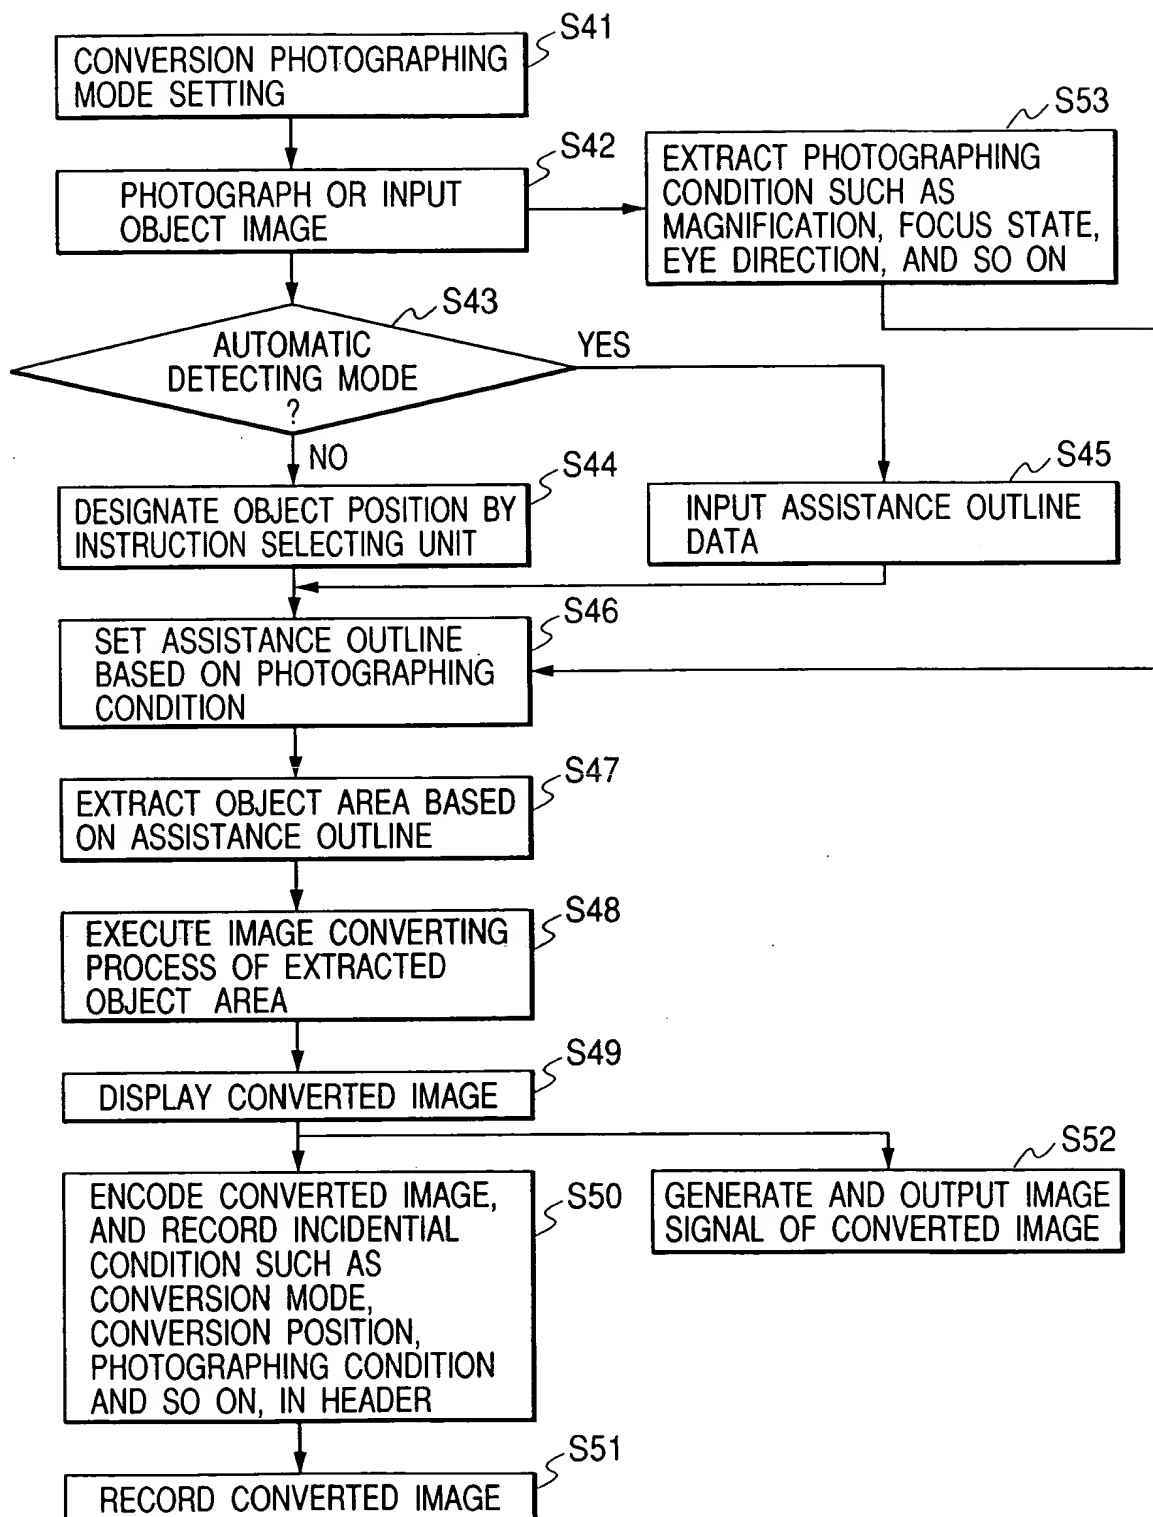 S41
CONVERSION PHOTOGRAPHING
MODE SETTING
S42
PHOTOGRAPH OR INPUT
OBJECT IMAGE
S53
EXTRACT PHOTOGRAPHING
CONDITION SUCH AS
MAGNIFICATION, FOCUS STATE,
EYE DIRECTION, AND SO ON
S43
AUTOMATIC
DETECTING MODE
?
YES
NO
S44
DESIGNATE OBJECT POSITION BY
INSTRUCTION SELECTING UNIT
S45
INPUT ASSISTANCE OUTLINE
DATA
S46
SET ASSISTANCE OUTLINE
BASED ON PHOTOGRAPHING
CONDITION
S47
EXTRACT OBJECT AREA BASED
ON ASSISTANCE OUTLINE
S48
EXECUTE IMAGE CONVERTING
PROCESS OF EXTRACTED
OBJECT AREA
S49
DISPLAY CONVERTED IMAGE
S50
ENCODE CONVERTED IMAGE,
AND RECORD INCIDENTIAL
CONDITION SUCH AS
CONVERSION MODE,
CONVERSION POSITION,
PHOTOGRAPHING CONDITION
AND SO ON, IN HEADER
S52
GENERATE AND OUTPUT IMAGE
SIGNAL OF CONVERTED IMAGE
S51
RECORD CONVERTED IMAGE